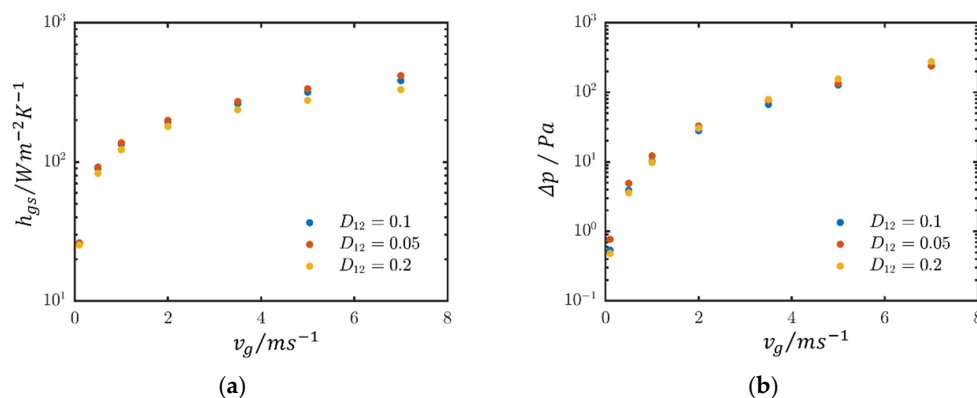 10³
h_gs/Wm⁻²K⁻¹
10²
10¹
D₁₂ = 0.1
D₁₂ = 0.05
D₁₂ = 0.2
0 2 4 6 8
v_g/ms⁻¹
(a)
10³
10²
Δp / Pa
10¹
10⁰
10⁻¹
D₁₂ = 0.1
D₁₂ = 0.05
D₁₂ = 0.2
0 2 4 6 8
v_g/ms⁻¹
(b)